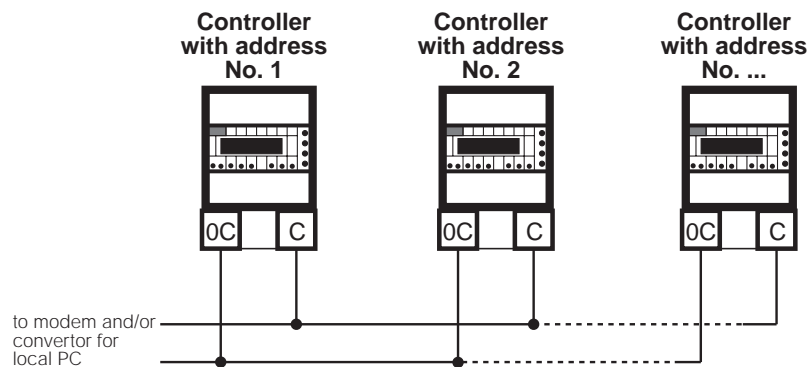 Controller
with address
No. 1
Controller
with address
No. 2
Controller
with address
No. ...
0C C
0C C
0C C
to modem and/or
convertor for
local PC